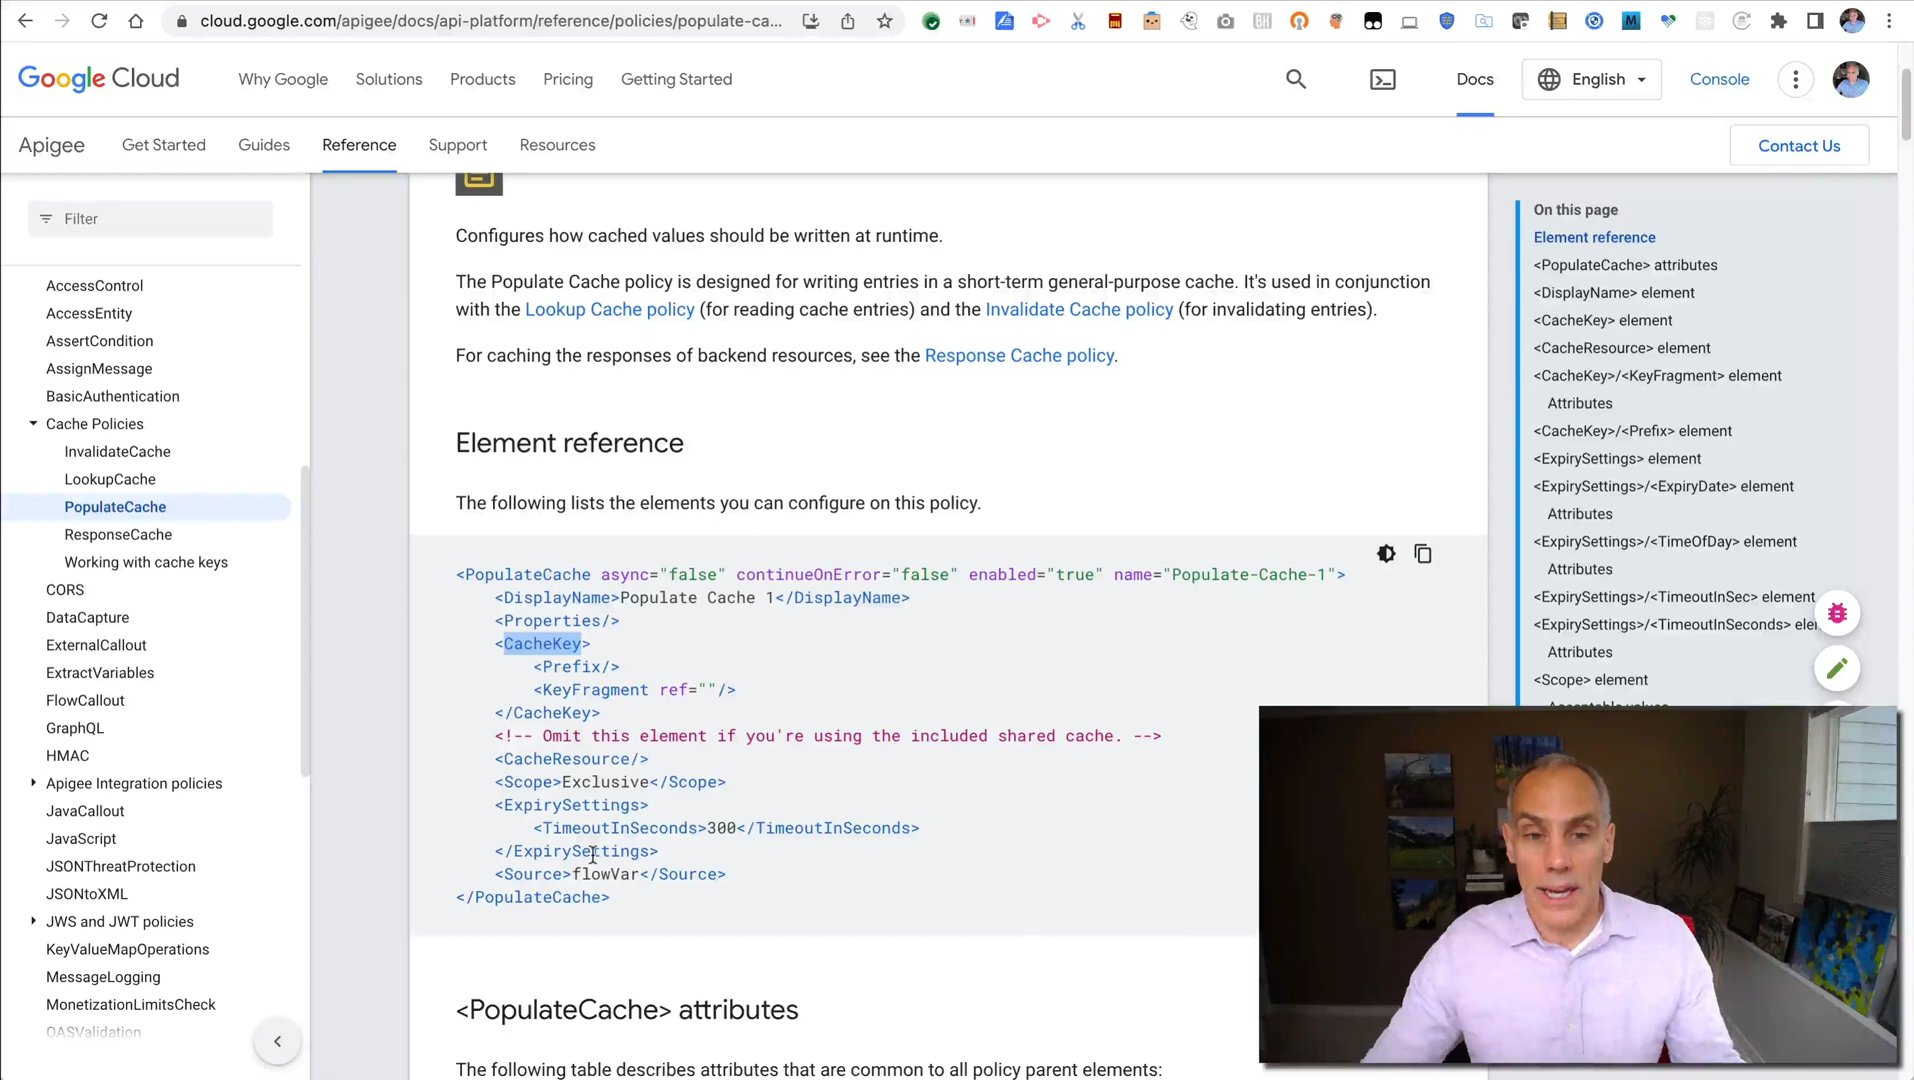 cloud.google.com/apigee/docs/api-platform/reference/policies/populate-ca...
Google Cloud
Why Google
Solutions
Products
Pricing
Getting Started
Docs
English
Console
Apigee
Get Started
Guides
Reference
Support
Resources
Contact Us
Filter
AccessControl
AccessEntity
AssertCondition
AssignMessage
BasicAuthentication
Cache Policies
InvalidateCache
LookupCache
PopulateCache
ResponseCache
Working with cache keys
CORS
DataCapture
ExternalCallout
ExtractVariables
FlowCallout
GraphQL
HMAC
Apigee Integration policies
JavaCallout
JavaScript
JSONThreatProtection
JSONtoXML
JWS and JWT policies
KeyValueMapOperations
MessageLogging
MonetizationLimitsCheck
OASValidation
Configures how cached values should be written at runtime.
The Populate Cache policy is designed for writing entries in a short-term general-purpose cache. It's used in conjunction
with the Lookup Cache policy (for reading cache entries) and the Invalidate Cache policy (for invalidating entries).
For caching the responses of backend resources, see the Response Cache policy.
Element reference
The following lists the elements you can configure on this policy.
<PopulateCache async="false" continueOnError="false" enabled="true" name="Populate-Cache-1">
<DisplayName>Populate Cache 1</DisplayName>
<Properties/>
<CacheKey>
<Prefix/>
<KeyFragment ref=""/>
</CacheKey>
<!-- Omit this element if you're using the included shared cache. -->
<CacheResource/>
<Scope>Exclusive</Scope>
<ExpirySettings>
<TimeoutInSeconds>300</TimeoutInSeconds>
</ExpirySettings>
<Source>flowVar</Source>
</PopulateCache>
<PopulateCache> attributes
The following table describes attributes that are common to all policy parent elements:
On this page
Element reference
<PopulateCache> attributes
<DisplayName> element
<CacheKey> element
<CacheResource> element
<CacheKey>/<KeyFragment> element
Attributes
<CacheKey>/<Prefix> element
<ExpirySettings> element
<ExpirySettings>/<ExpiryDate> element
Attributes
<ExpirySettings>/<TimeOfDay> element
Attributes
<ExpirySettings>/<TimeoutInSec> element
<ExpirySettings>/<TimeoutInSeconds> ele
Attributes
<Scope> element
Acceptable values